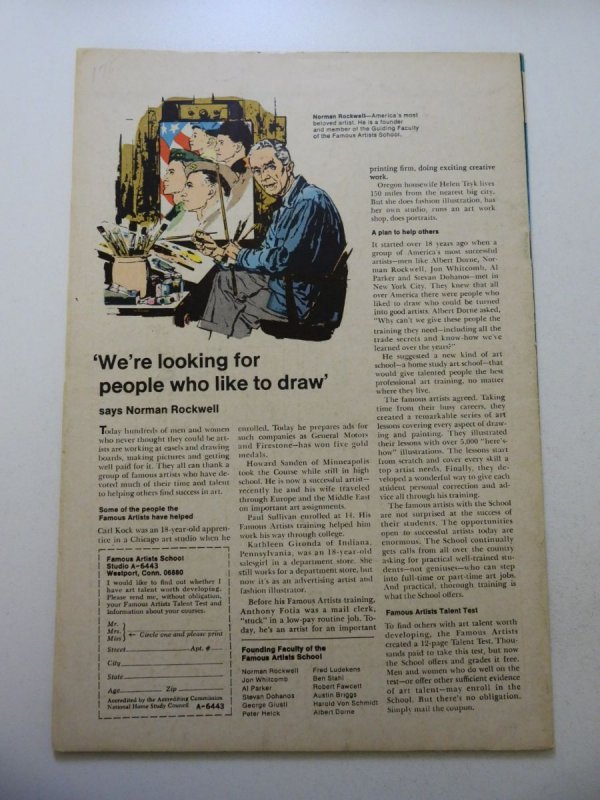 Norman Rockwell—America's most
beloved artist. He is a founder
and member of the Guiding Faculty
of the Famous Artists School.
'We're looking for
people who like to draw'
says Norman Rockwell
Today hundreds of men and women
who never thought they could be art-
ists are working at easels and drawing
boards, making pictures and getting
well paid for it. They all can thank a
group of famous artists who have de-
voted much of their time and talent
to helping others find success in art.
Some of the people the
Famous Artists have helped
Carl Kock was an 18-year-old appren-
tice in a Chicago art studio when he
enrolled. Today he prepares ads for
such companies as General Motors
and Firestone—has won five gold
medals.
Howard Sanden of Minneapolis
took the Course while still in high
school. He is now a successful artist—
recently he and his wife traveled
through Europe and the Middle East
on important art assignments.
Paul Sullivan enrolled at 14. His
Famous Artists training helped him
work his way through college.
Kathleen Gironda of Indiana,
Pennsylvania, was an 18-year-old
salesgirl in a department store. She
still works for a department store, but
now it's as an advertising artist and
fashion illustrator.
Before his Famous Artists training,
Anthony Fotia was a mail clerk,
"stuck" in a low-pay routine job. To-
day, he's an artist for an important
printing firm, doing exciting creative
work.
Oregon housewife Helen Tryk lives
150 miles from the nearest big city.
But she does fashion illustration, has
her own studio, runs an art work
shop, does portraits.
A plan to help others
It started over 18 years ago when a
group of America's most successful
artists—men like Albert Dorne, Nor-
man Rockwell, Jon Whitcomb, Al
Parker and Stevan Dohanos—met in
New York City. They knew that all
over America there were people who
liked to draw who could be turned
into good artists. Albert Dorne asked,
"Why can't we give these people the
training they need—including all the
trade secrets and know-how we've
learned over the years?"
He suggested a new kind of art
school—a home study art school—that
would give talented people the best
professional art training, no matter
where they live.
The famous artists agreed. Taking
time from their busy careers, they
created a remarkable series of art
lessons covering every aspect of draw-
ing and painting. They illustrated
their lessons with over 5,000 "here's-
how" illustrations. The lessons start
from scratch and cover every skill a
top artist needs. Finally, they de-
veloped a wonderful way to give each
student personal correction and ad-
vice all through his training.
The famous artists with the School
are not surprised at the success of
their students. The opportunities
open to successful artists today are
enormous. The School continually
gets calls from all over the country
asking for practical well-trained stu-
dents—not geniuses—who can step
into full-time or part-time art jobs.
And practical, thorough training is
what the School offers.
Famous Artists Talent Test
To find others with art talent worth
developing, the Famous Artists
created a 12-page Talent Test. Thou-
sands paid to take this test, but now
the School offers and grades it free.
Men and women who do well on the
test—or offer other sufficient evidence
of art talent—may enroll in the
School. But there's no obligation.
Simply mail the coupon.
Famous Artists School
Studio A-6443
Westport, Conn. 06880
I would like to find out whether I
have art talent worth developing.
Please send me, without obligation,
your Famous Artists Talent Test and
information about your courses.
Mr.
Mrs.
Miss
← Circle one and please print
Street Apt. #
City
State
Age Zip
Accredited by the Accrediting Commission
National Home Study Council A-6443
Founding Faculty of the
Famous Artists School
Norman Rockwell
Jon Whitcomb
Al Parker
Stevan Dohanos
George Giusti
Peter Helck
Fred Ludekens
Ben Stahl
Robert Fawcett
Austin Briggs
Harold Von Schmidt
Albert Dorne